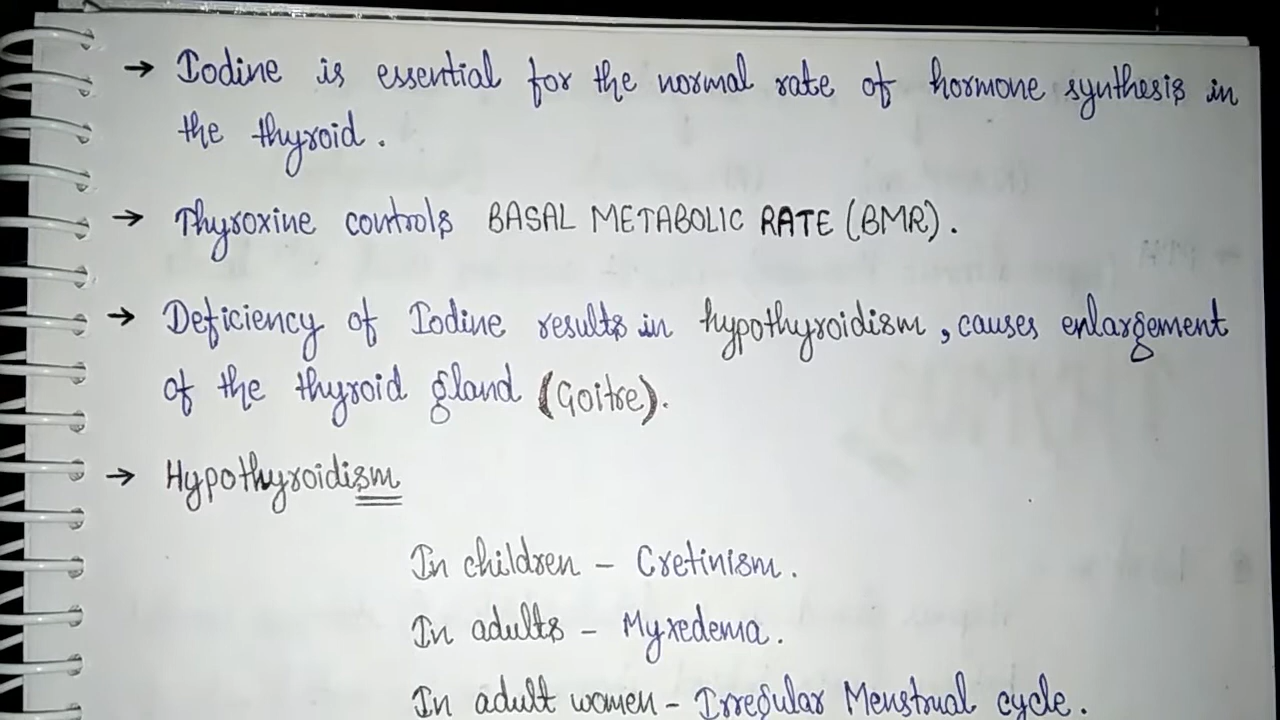 → Iodine is essential for the normal rate of hormone synthesis in
the thyroid.
→ Thyroxine controls BASAL METABOLIC RATE (BMR).
→ Deficiency of Iodine results in hypothyroidism, causes enlargement
of the thyroid gland (Goitre).
→ Hypothyroidism
In children - Cretinism.
In adults - Myxedema.
In adult women - Irregular Menstrual cycle.